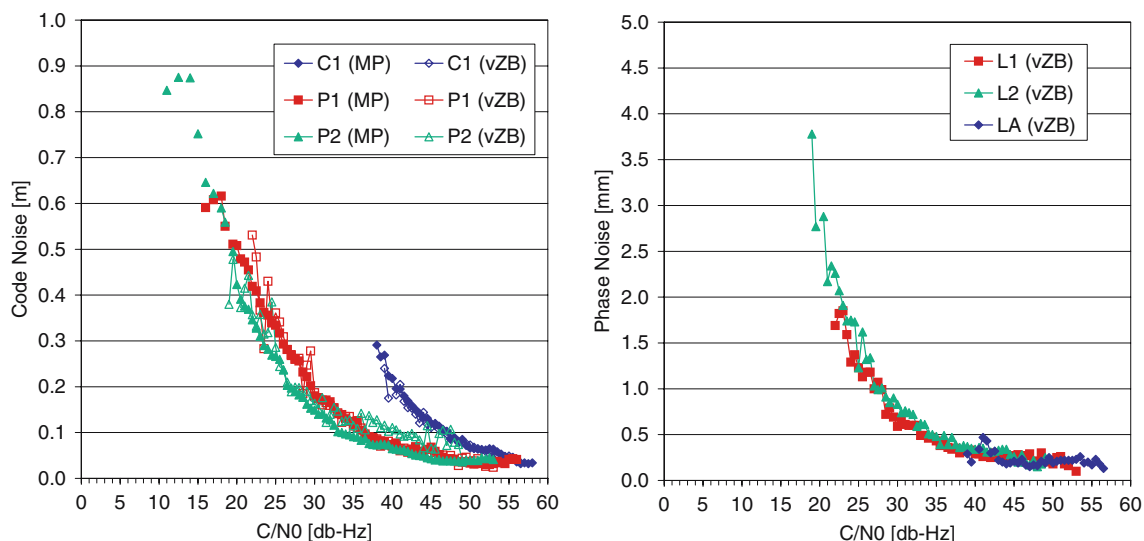 1.0
0.9
0.8
0.7
0.6
0.5
0.4
0.3
0.2
0.1
0.0
Code Noise [m]
C1 (MP) C1 (vZB)
P1 (MP) P1 (vZB)
P2 (MP) P2 (vZB)
10 15 20 25 30 35 40 45 50 55 60
C/N0 [db-Hz]
5.0
4.5
4.0
3.5
3.0
2.5
2.0
1.5
1.0
0.5
0.0
Phase Noise [mm]
L1 (vZB)
L2 (vZB)
LA (vZB)
0 5 10 15 20 25 30 35 40 45 50 55 60
C/N0 [db-Hz]